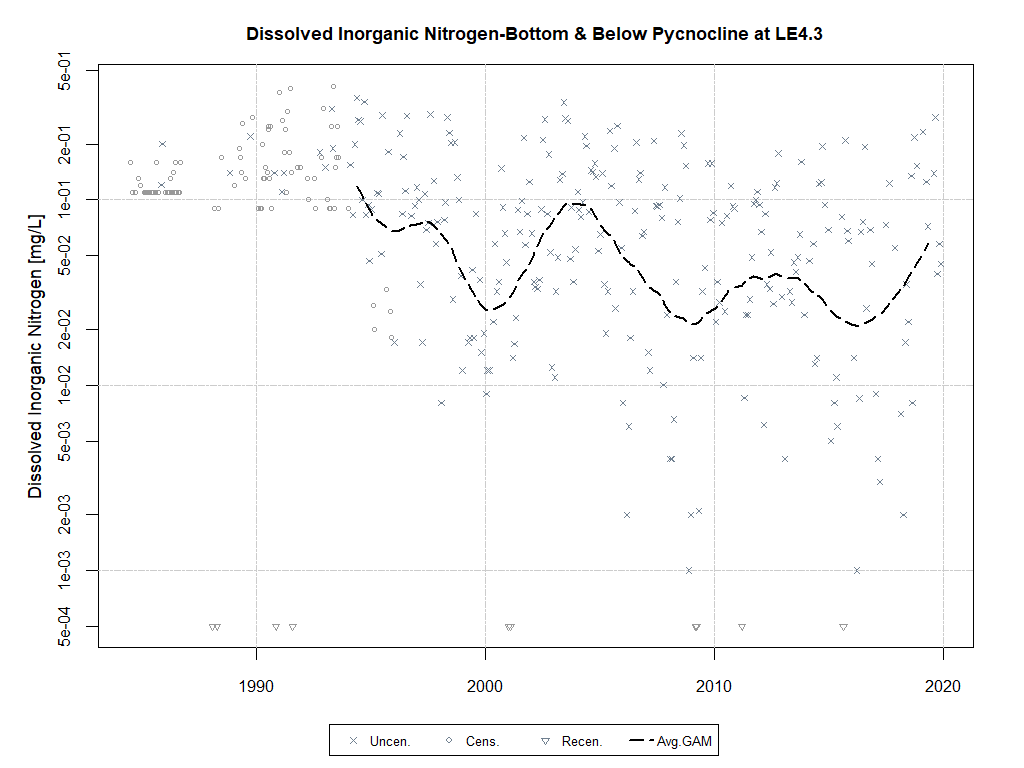 Dissolved Inorganic Nitrogen-Bottom & Below Pycnocline at LE4.3
Dissolved Inorganic Nitrogen [mg/L]
5e-01
2e-01
1e-01
5e-02
2e-02
1e-02
5e-03
2e-03
1e-03
5e-04
1990 2000 2010 2020
Uncen. Cens. Recen. Avg.GAM